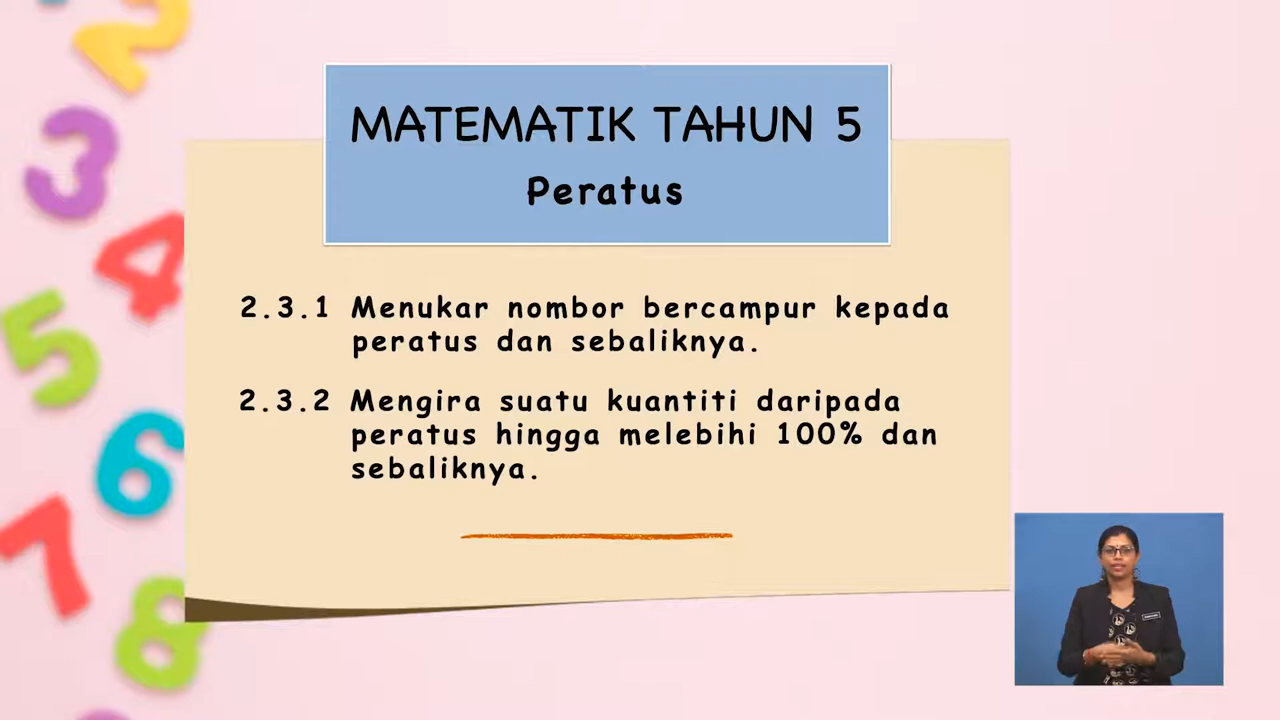 MATEMATIK TAHUN 5
Peratus
2.3.1 Menukar nombor bercampur kepada
peratus dan sebaliknya.
2.3.2 Mengira suatu kuantiti daripada
peratus hingga melebihi 100% dan
sebaliknya.